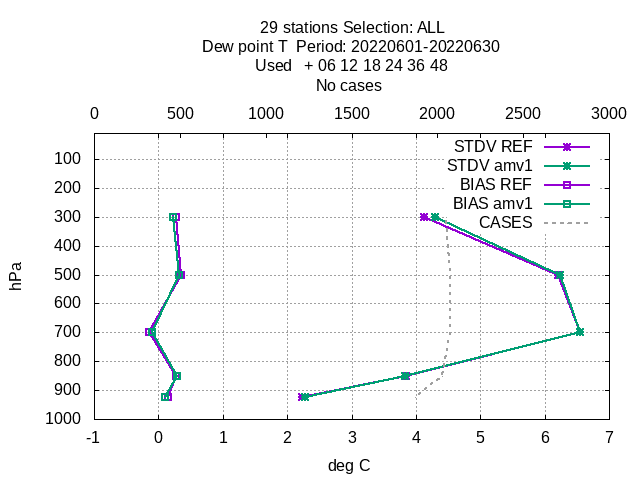 29 stations Selection: ALL
Dew point T  Period: 20220601-20220630
Used   + 06 12 18 24 36 48
No cases
0 500 1000 1500 2000 2500 3000
STDV REF
STDV amv1
BIAS REF
BIAS amv1
CASES
100
200
300
400
500
600
700
800
900
1000
hPa
-1 0 1 2 3 4 5 6 7
deg C